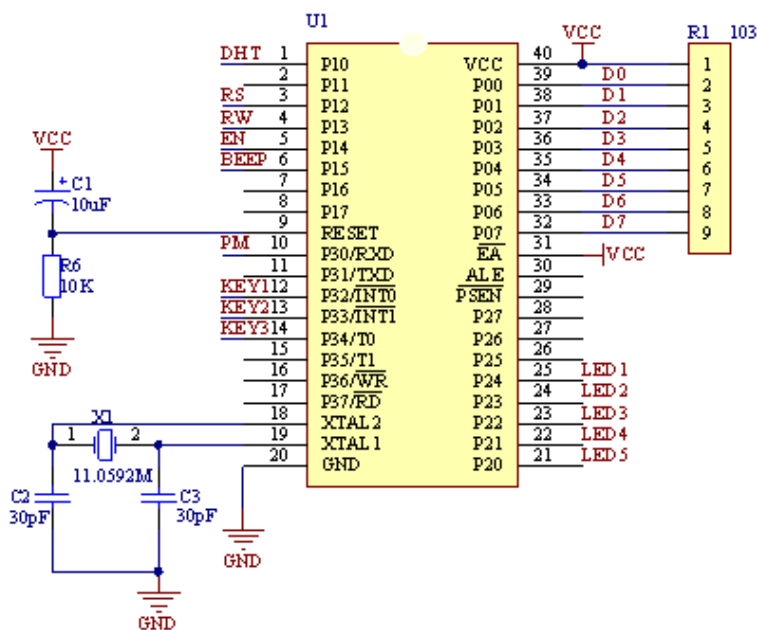 U1
R1 103
VCC
DHT 1 P10 VCC 40 1
2 P11 P00 39 D0 2
RS 3 P12 P01 38 D1 3
RW 4 P13 P02 37 D2 4
EN 5 P14 P03 36 D3 5
BEEP 6 P15 P04 35 D4 6
7 P16 P05 34 D5 7
8 P17 P06 33 D6 8
9 RESET P07 32 D7 9
PM 10 P30/RXD EA 31 VCC
11 P31/TXD ALE 30
KEY1 12 P32/INT0 PSEN 29
KEY2 13 P33/INT1 P27 28
KEY3 14 P34/T0 P26 27
15 P35/T1 P25 26
16 P36/WR P24 25 LED1
17 P37/RD P23 24 LED2
18 XTAL2 P22 23 LED3
19 XTAL1 P21 22 LED4
20 GND P20 21 LED5
VCC
+ C1
10uF
R6
10K
GND
X1
1 2
11.0592M
C2
30pF
C3
30pF
GND
GND